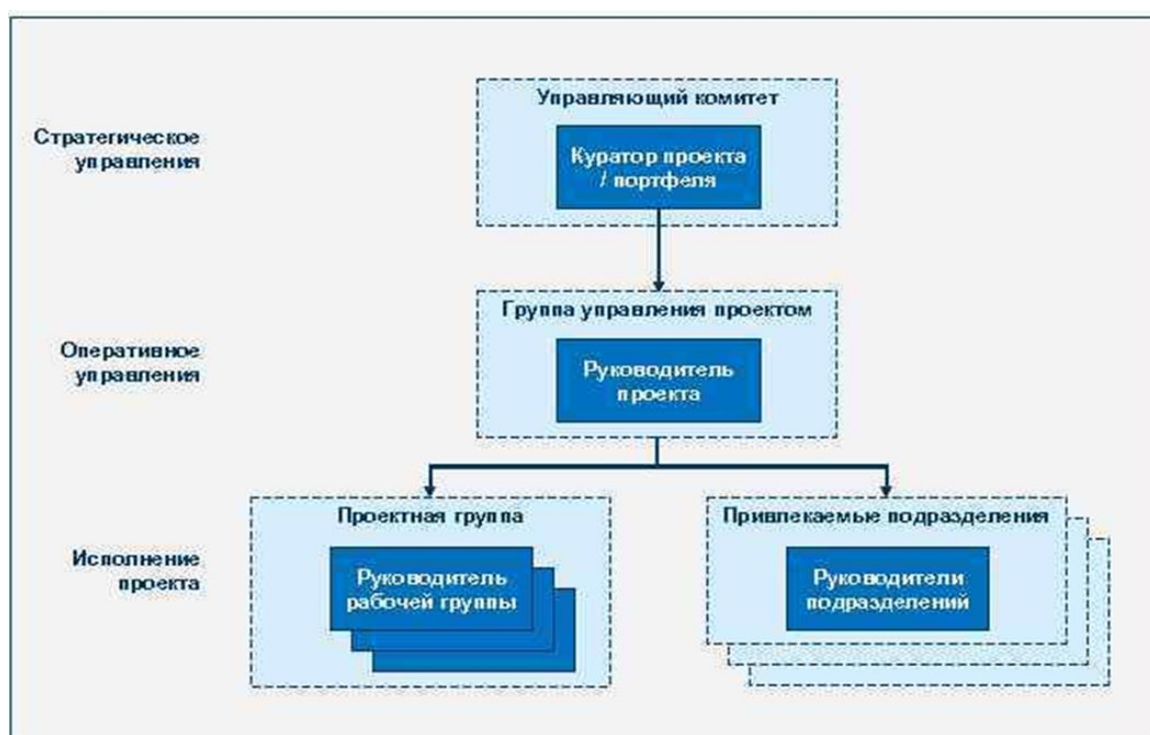 Управляющий комитет
Стратегическое
управления
Куратор проекта
/ портфеля
Группа управления проектом
Оперативное
управления
Руководитель
проекта
Проектная группа
Привлекаемые подразделения
Исполнение
проекта
Руководитель
рабочей группы
Руководители
подразделений